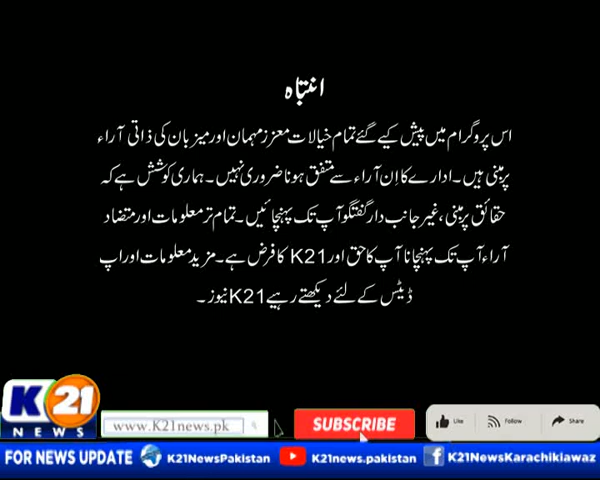 انتباہ
اس پروگرام میں پیش کیے گئے تمام خیالات معزز مہمان اور میزبان کی ذاتی آراء
پر مبنی ہیں۔ ادارے کا اِن آراء سے متفق ہونا ضروری نہیں۔ ہماری کوشش ہے کہ
حقائق پر مبنی، غیر جانب دار گفتگو آپ تک پہنچائیں۔ تمام تر معلومات اور متضاد
آراء آپ تک پہنچانا آپ کا حق اور K21 کا فرض ہے۔ مزید معلومات اور اپ
ڈیٹس کے لئے دیکھتے رہیے K21 نیوز۔
K21
NEWS
www.K21news.pk
SUBSCRIBE
Like
Follow
Share
FOR NEWS UPDATE
K21NewsPakistan
K21news.pakistan
K21NewsKarachikiawaz